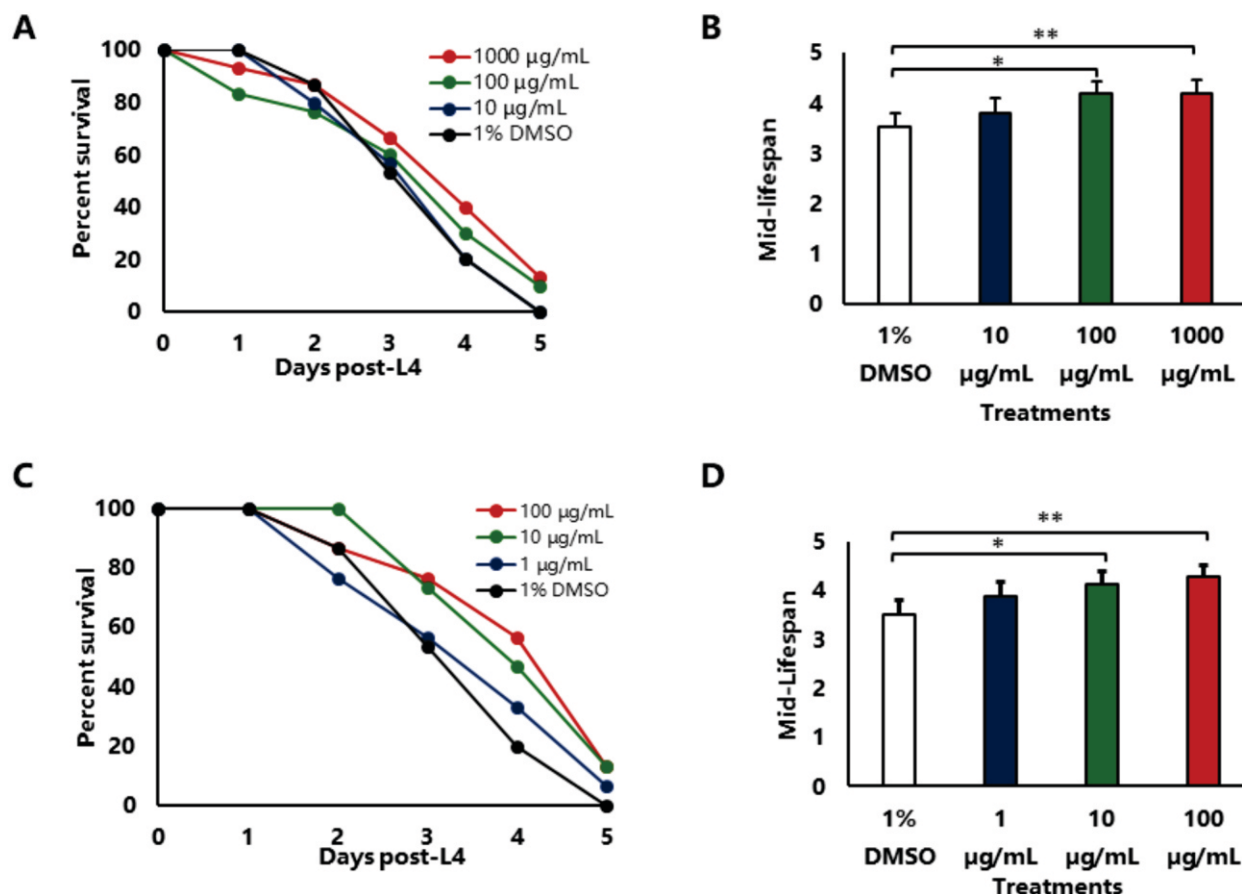 A
Percent survival
100
80
60
40
20
0
0 1 2 3 4 5
Days post-L4
1000 µg/mL
100 µg/mL
10 µg/mL
1% DMSO
B
Mid-lifespan
5
4
3
2
1
0
*
**
1% 10 100 1000
DMSO µg/mL µg/mL µg/mL
Treatments
C
Percent survival
100
80
60
40
20
0
0 1 2 3 4 5
Days post-L4
100 µg/mL
10 µg/mL
1 µg/mL
1% DMSO
D
Mid-Lifespan
5
4
3
2
1
0
**
*
1% 1 10 100
DMSO µg/mL µg/mL µg/mL
Treatments